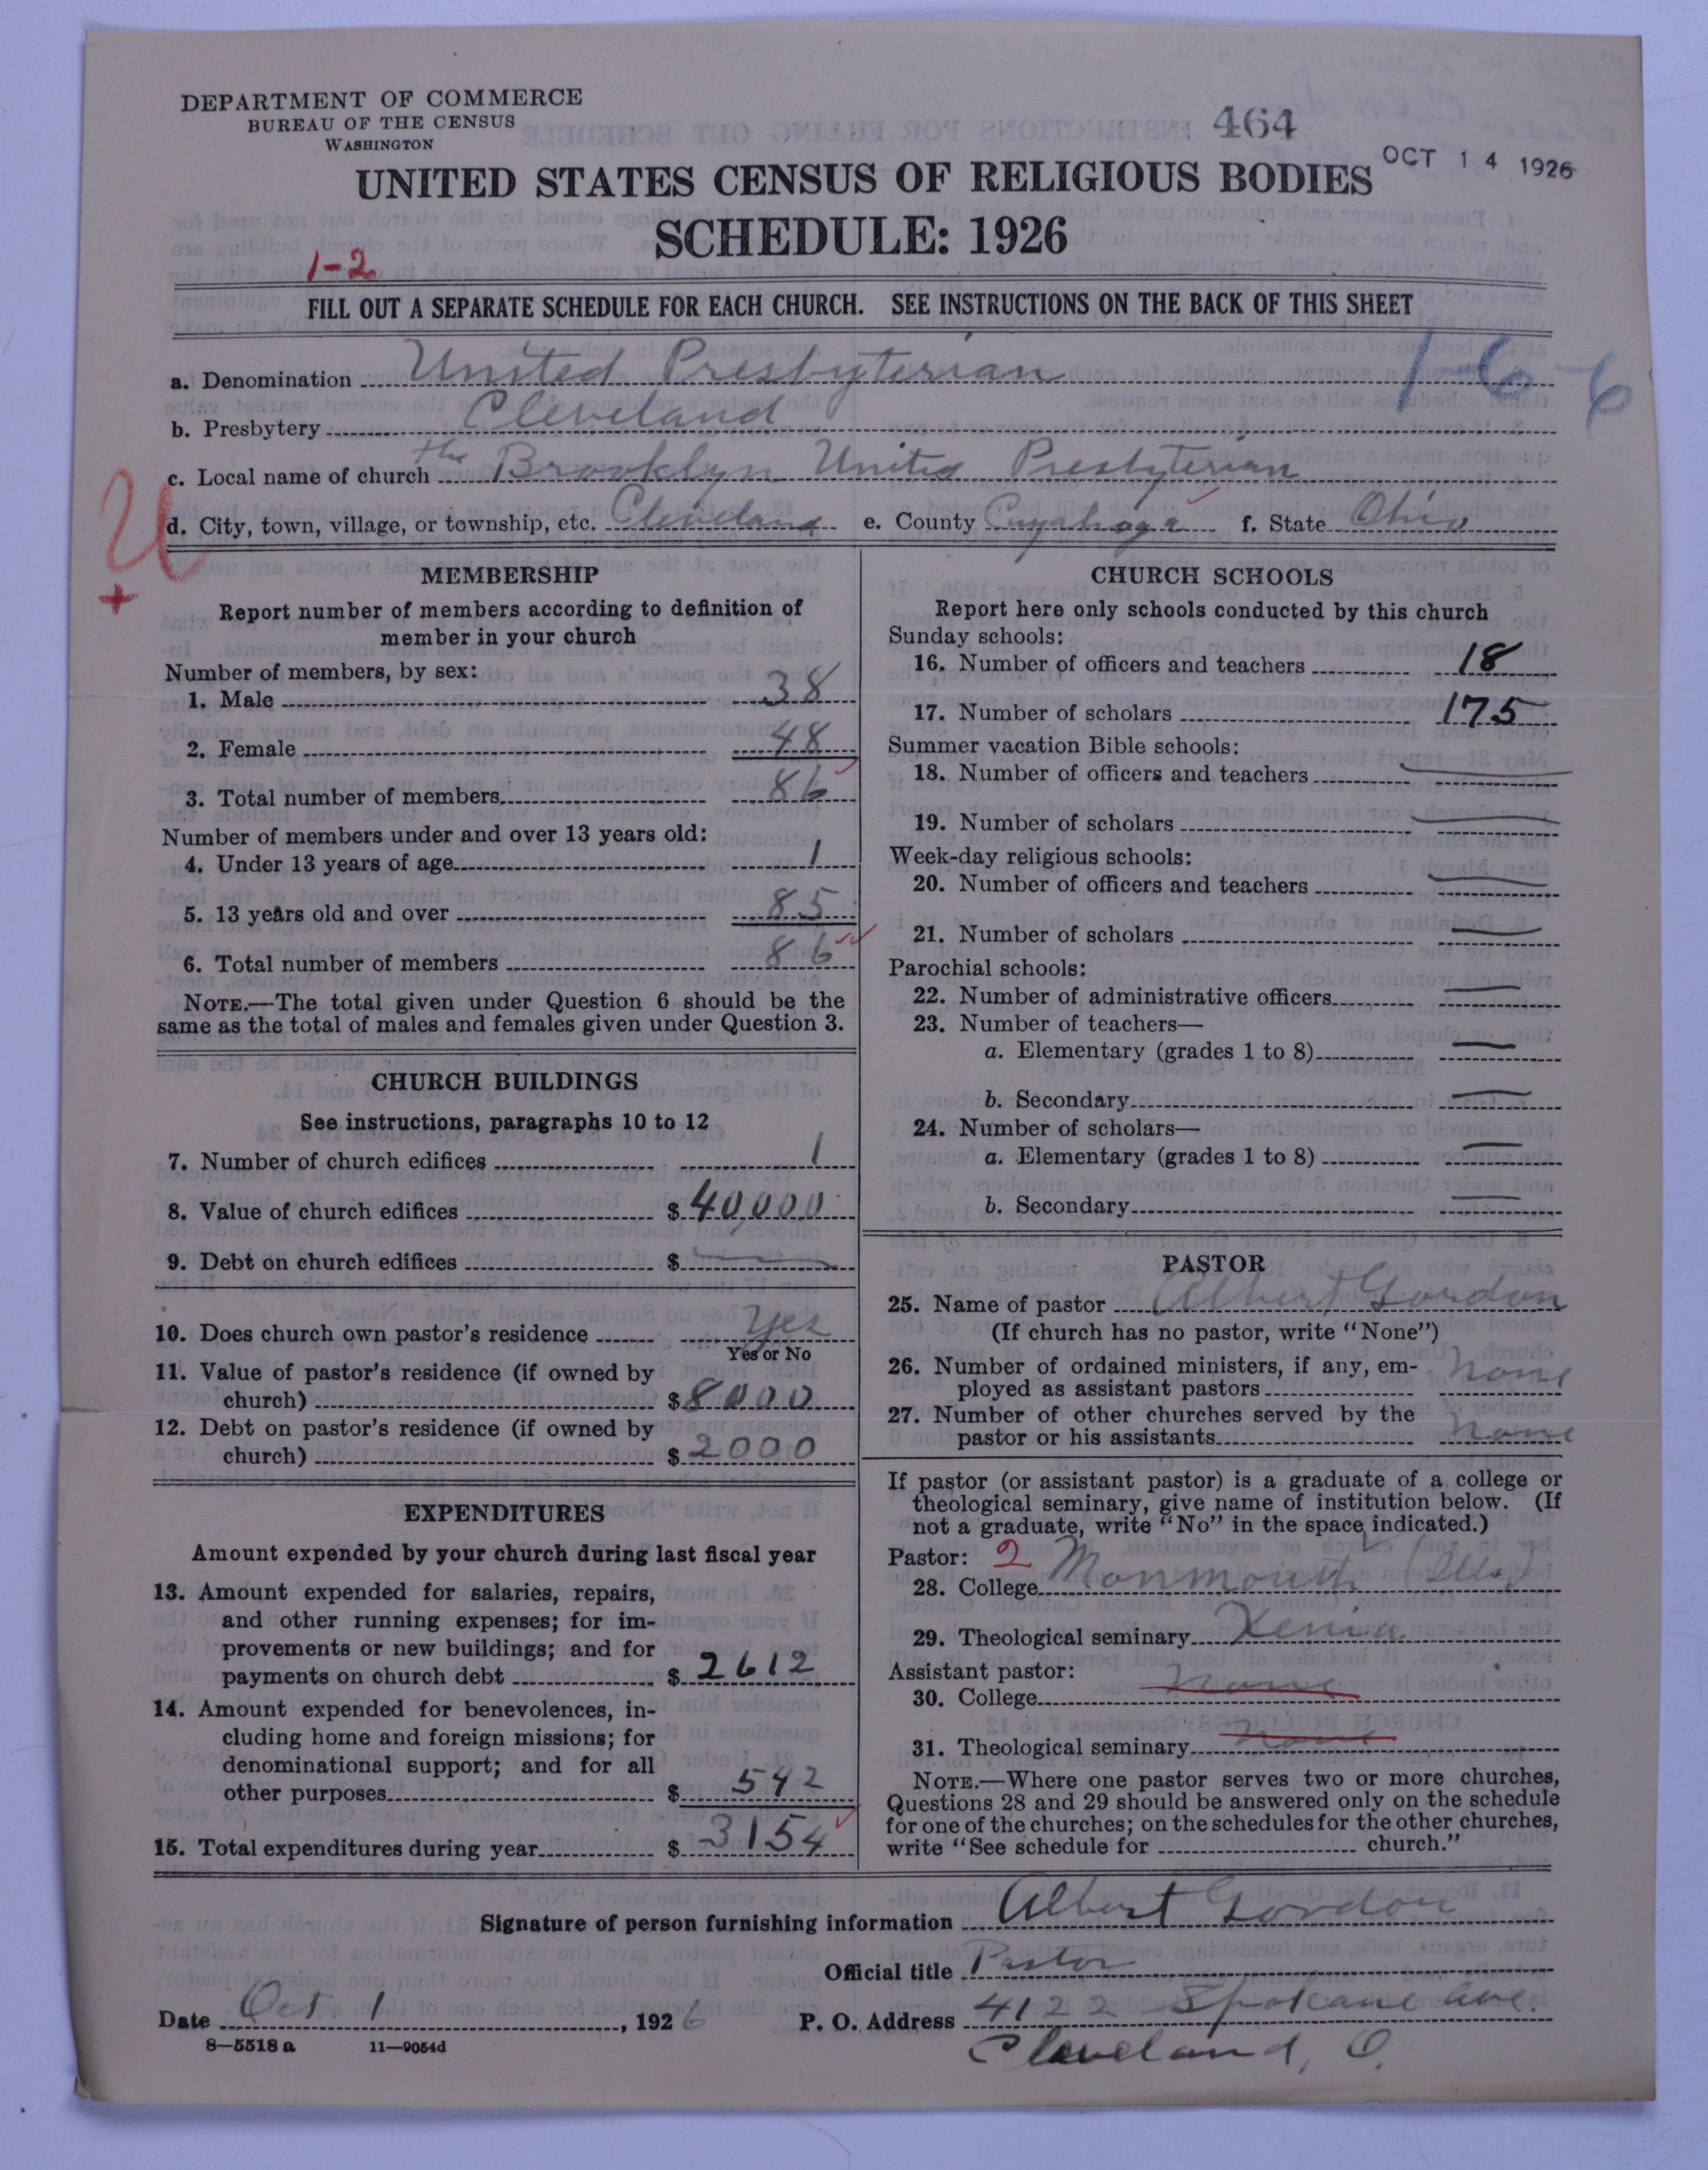 DEPARTMENT OF COMMERCE
BUREAU OF THE CENSUS
WASHINGTON
464
OCT 14 1926
UNITED STATES CENSUS OF RELIGIOUS BODIES
SCHEDULE: 1926
1-2
FILL OUT A SEPARATE SCHEDULE FOR EACH CHURCH. SEE INSTRUCTIONS ON THE BACK OF THIS SHEET
a. Denomination United Presbyterian 1-6-6
b. Presbytery Cleveland
c. Local name of church the Brooklyn United Presbyterian
U
d. City, town, village, or township, etc. Cleveland e. County Cuyahoga f. State Ohio
+
MEMBERSHIP
Report number of members according to definition of
member in your church
Number of members, by sex:
1. Male 38
2. Female 48
3. Total number of members 86
Number of members under and over 13 years old:
4. Under 13 years of age 1
5. 13 years old and over 85
6. Total number of members 86
NOTE.—The total given under Question 6 should be the
same as the total of males and females given under Question 3.
CHURCH BUILDINGS
See instructions, paragraphs 10 to 12
7. Number of church edifices 1
8. Value of church edifices $ 40,000
9. Debt on church edifices $ —
10. Does church own pastor's residence Yes
Yes or No
11. Value of pastor's residence (if owned by
church) $ 8000
12. Debt on pastor's residence (if owned by
church) $ 2000
EXPENDITURES
Amount expended by your church during last fiscal year
13. Amount expended for salaries, repairs,
and other running expenses; for im-
provements or new buildings; and for
payments on church debt $ 2612
14. Amount expended for benevolences, in-
cluding home and foreign missions; for
denominational support; and for all
other purposes $ 542
15. Total expenditures during year $ 3154
CHURCH SCHOOLS
Report here only schools conducted by this church
Sunday schools:
16. Number of officers and teachers 18
17. Number of scholars 175
Summer vacation Bible schools:
18. Number of officers and teachers —
19. Number of scholars —
Week-day religious schools:
20. Number of officers and teachers —
21. Number of scholars —
Parochial schools:
22. Number of administrative officers —
23. Number of teachers—
a. Elementary (grades 1 to 8) —
b. Secondary —
24. Number of scholars—
a. Elementary (grades 1 to 8) —
b. Secondary —
PASTOR
25. Name of pastor Albert Gordon
(If church has no pastor, write "None")
26. Number of ordained ministers, if any, em-
ployed as assistant pastors none
27. Number of other churches served by the
pastor or his assistants none
If pastor (or assistant pastor) is a graduate of a college or
theological seminary, give name of institution below. (If
not a graduate, write "No" in the space indicated.)
Pastor: 2
28. College Monmouth (Ill.)
29. Theological seminary Xenia
Assistant pastor:
30. College None
31. Theological seminary None
NOTE.—Where one pastor serves two or more churches,
Questions 28 and 29 should be answered only on the schedule
for one of the churches; on the schedules for the other churches,
write "See schedule for church."
Signature of person furnishing information Albert Gordon
Official title Pastor
Date Oct. 1, 1926 P. O. Address 4122 Spokane Ave.
Cleveland, O.
8—5518 a 11—9054d